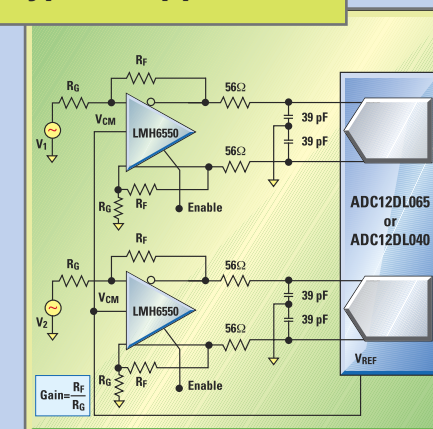 RF
RG
56Ω
VCM
39 pF
V1
LMH6550
39 pF
56Ω
ADC12DL065
or
ADC12DL040
RG
RF
Enable
RF
RG
56Ω
VCM
39 pF
V2
LMH6550
39 pF
56Ω
VREF
RG
RF
Enable
Gain=RF/RG